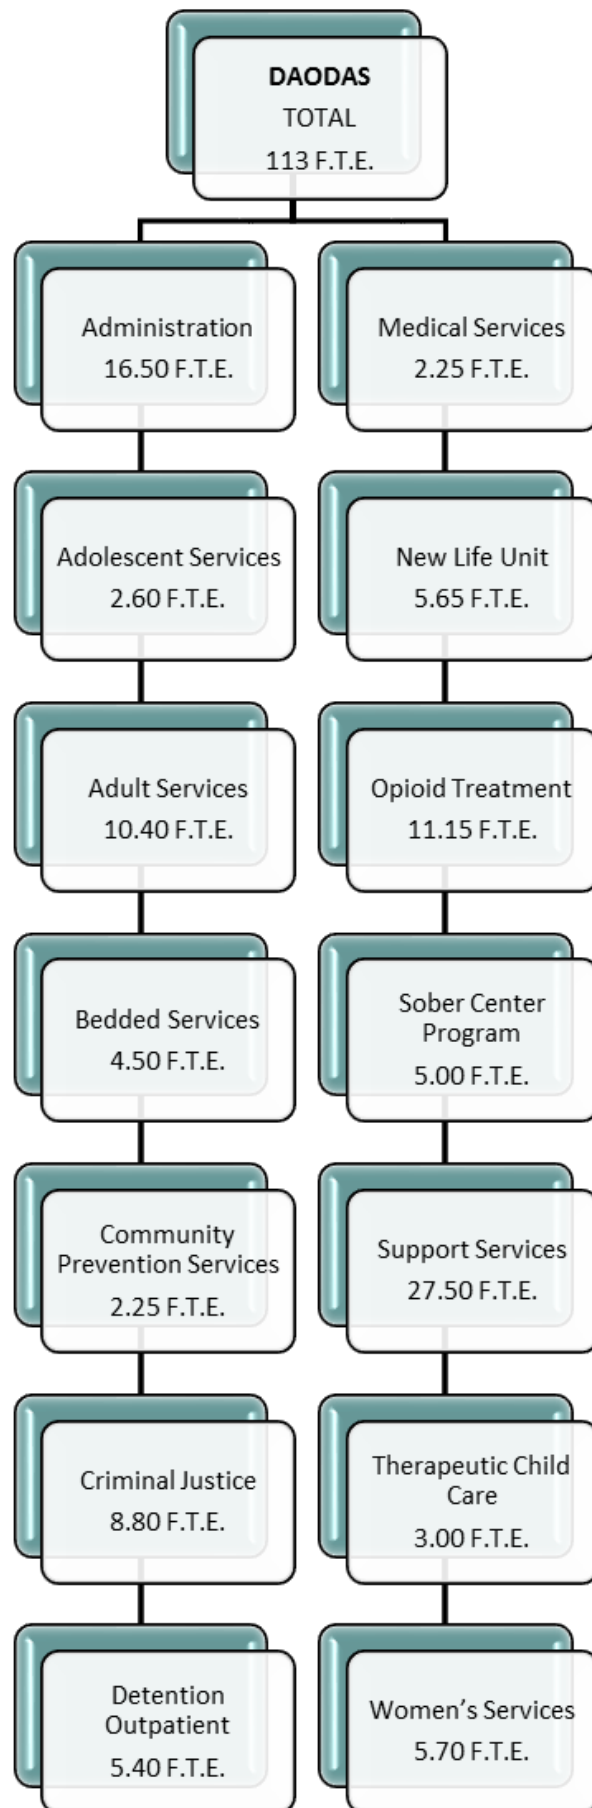 DAODAS
TOTAL
113 F.T.E.
Administration
16.50 F.T.E.
Medical Services
2.25 F.T.E.
Adolescent Services
2.60 F.T.E.
New Life Unit
5.65 F.T.E.
Adult Services
10.40 F.T.E.
Opioid Treatment
11.15 F.T.E.
Bedded Services
4.50 F.T.E.
Sober Center
Program
5.00 F.T.E.
Community
Prevention Services
2.25 F.T.E.
Support Services
27.50 F.T.E.
Criminal Justice
8.80 F.T.E.
Therapeutic Child
Care
3.00 F.T.E.
Detention
Outpatient
5.40 F.T.E.
Women’s Services
5.70 F.T.E.